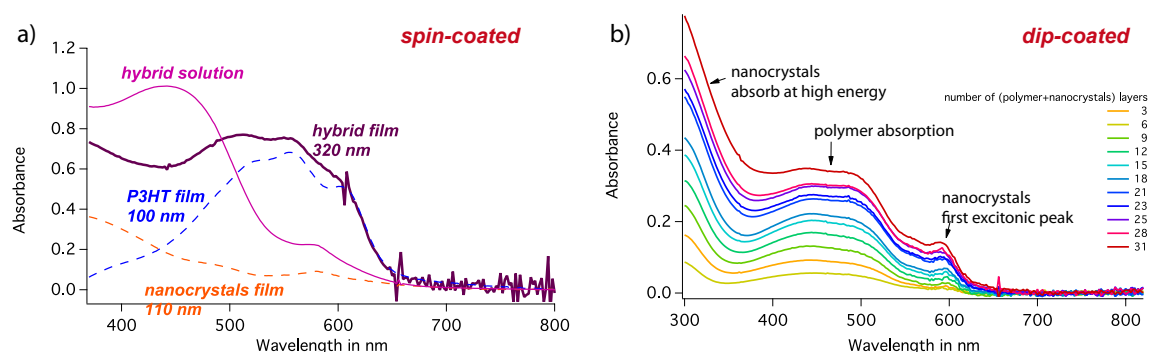 a)
spin-coated
1.2
1.0
0.8
0.6
0.4
0.2
0.0
Absorbance
hybrid solution
hybrid film
320 nm
P3HT film
100 nm
nanocrystals film
110 nm
400
500
600
700
800
Wavelength in nm
b)
dip-coated
0.6
0.4
0.2
0.0
Absorbance
nanocrystals
absorb at high energy
polymer absorption
nanocrystals
first excitonic peak
number of (polymer+nanocrystals) layers
3
6
9
12
15
18
21
23
25
28
31
300
400
500
600
700
800
Wavelength in nm